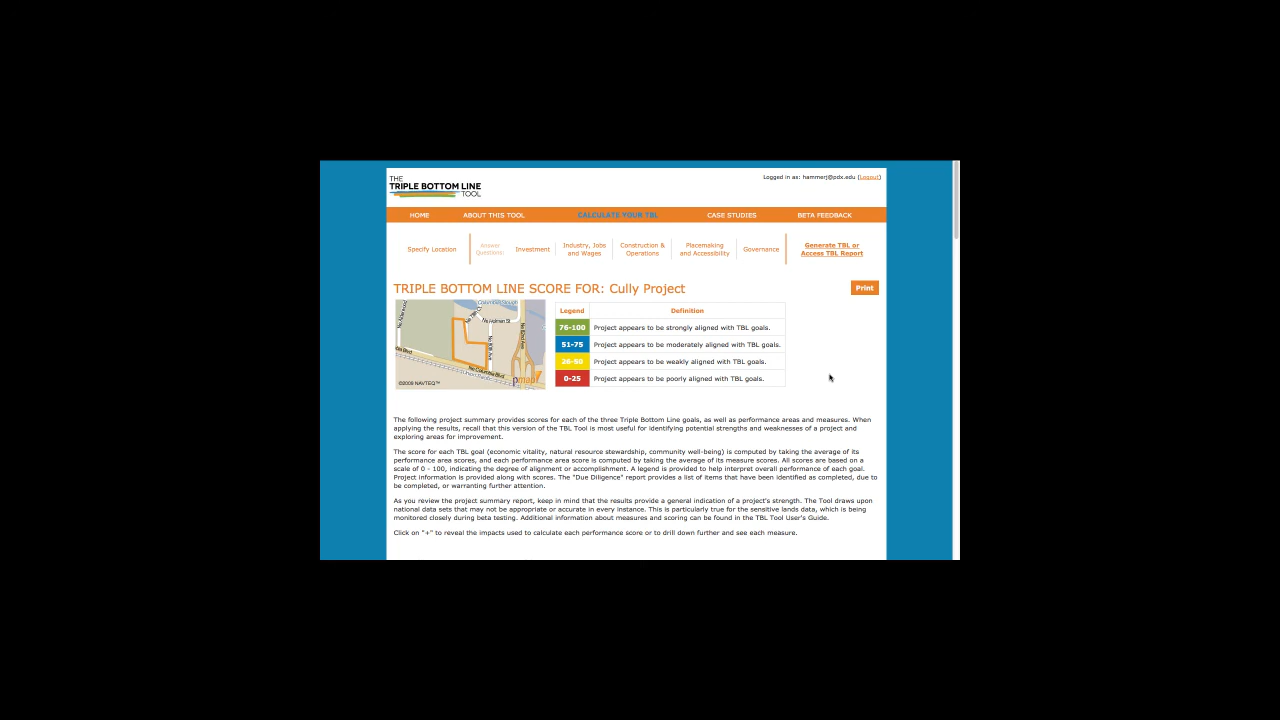 THE
TRIPLE BOTTOM LINE
TOOL
Logged in as: hammerj@pdx.edu (Logout)
HOME ABOUT THIS TOOL CALCULATE YOUR TBL CASE STUDIES BETA FEEDBACK
Specify Location
Answer
Questions:
Investment
Industry, Jobs
and Wages
Construction &
Operations
Placemaking
and Accessibility
Governance
Generate TBL or
Access TBL Report
TRIPLE BOTTOM LINE SCORE FOR: Cully Project
Print
Columbia Slough
Ne Holman St
©2009 NAVTEQ™
Legend Definition
76-100 Project appears to be strongly aligned with TBL goals.
51-75 Project appears to be moderately aligned with TBL goals.
26-50 Project appears to be weakly aligned with TBL goals.
0-25 Project appears to be poorly aligned with TBL goals.
The following project summary provides scores for each of the three Triple Bottom Line goals, as well as performance areas and measures. When
applying the results, recall that this version of the TBL Tool is most useful for identifying potential strengths and weaknesses of a project and
exploring areas for improvement.
The score for each TBL goal (economic vitality, natural resource stewardship, community well-being) is computed by taking the average of its
performance area scores, and each performance area score is computed by taking the average of its measure scores. All scores are based on a
scale of 0 - 100, indicating the degree of alignment or accomplishment. A legend is provided to help interpret overall performance of each goal.
Project information is provided along with scores. The "Due Diligence" report provides a list of items that have been identified as completed, due to
be completed, or warranting further attention.
As you review the project summary report, keep in mind that the results provide a general indication of a project's strength. The Tool draws upon
national data sets that may not be appropriate or accurate in every instance. This is particularly true for the sensitive lands data, which is being
monitored closely during beta testing. Additional information about measures and scoring can be found in the TBL Tool User's Guide.
Click on "+" to reveal the impacts used to calculate each performance score or to drill down further and see each measure.